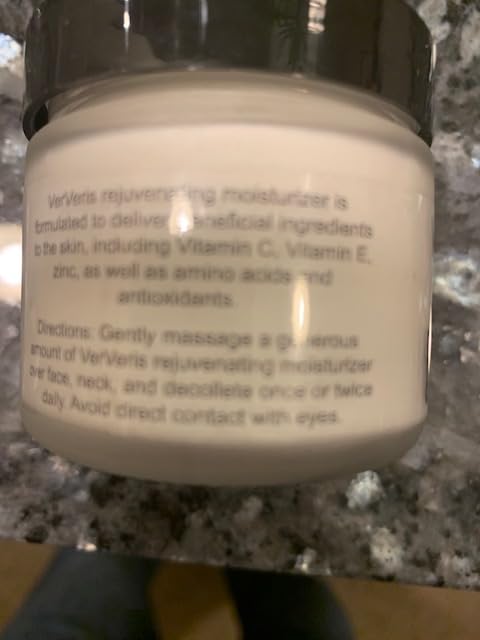 VerVeris rejuvenating moisturizer is
formulated to deliver beneficial ingredients
to the skin, including Vitamin C, Vitamin E,
zinc, as well as amino acids and
antioxidants.
Directions: Gently massage a generous
amount of VerVeris rejuvenating moisturizer
over face, neck, and decollete once or twice
daily. Avoid direct contact with eyes.